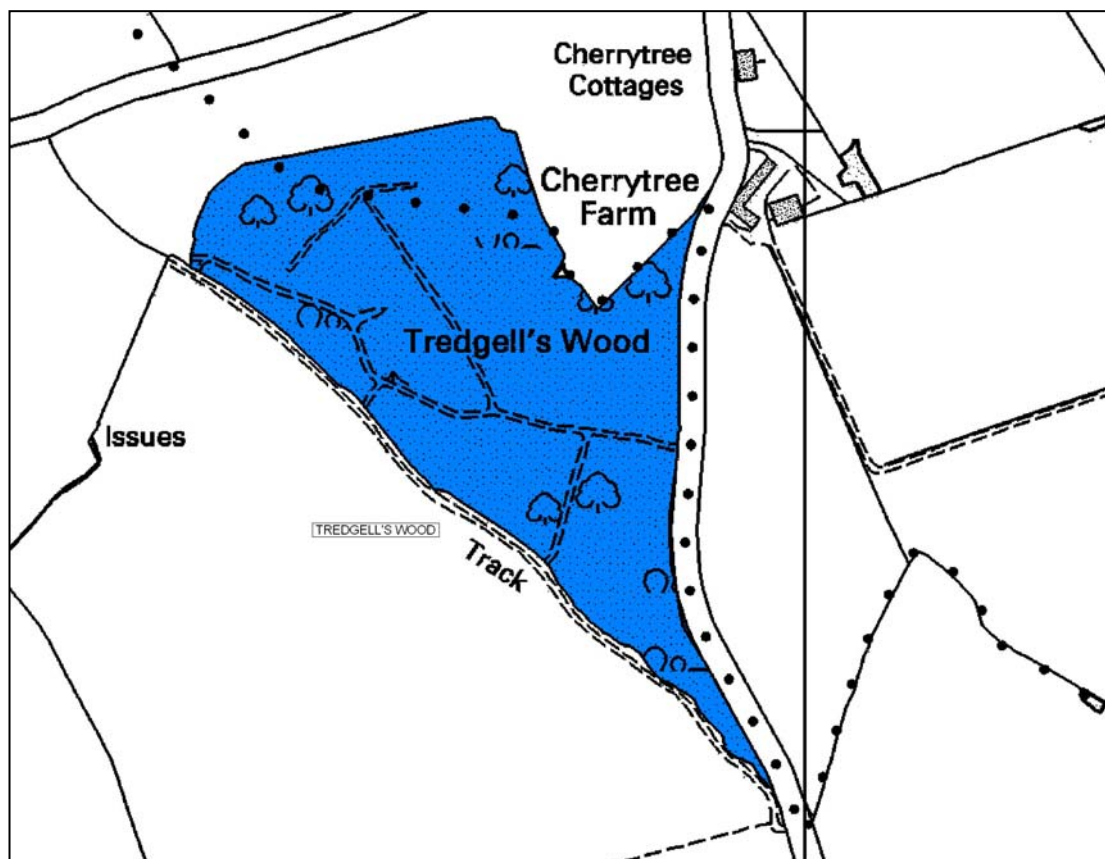 Cherrytree
Cottages
Cherrytree
Farm
Tredgell's Wood
Issues
TREDGELL'S WOOD
Track